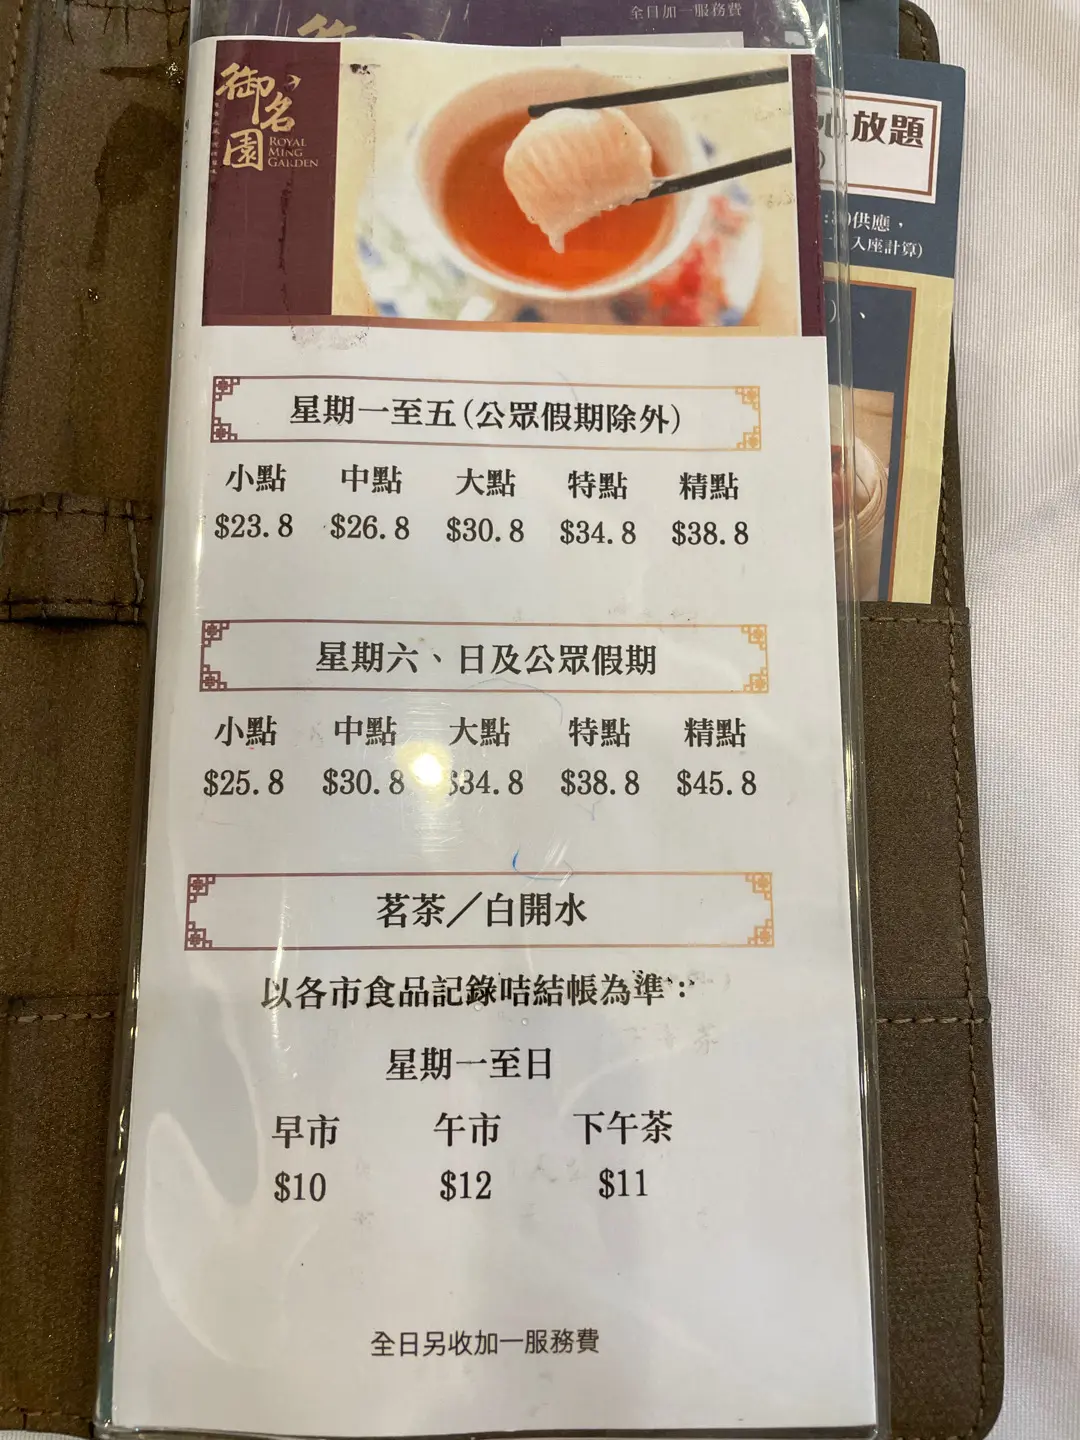 全日加一服務費
御名園
ROYAL
MING
GARDEN
放題
供應，
入座計算)
星期一至五(公眾假期除外)
小點 中點 大點 特點 精點
$23.8 $26.8 $30.8 $34.8 $38.8
星期六、日及公眾假期
小點 中點 大點 特點 精點
$25.8 $30.8 $34.8 $38.8 $45.8
茗茶／白開水
以各市食品記錄咭結帳為準：
星期一至日
早市 午市 下午茶
$10 $12 $11
全日另收加一服務費